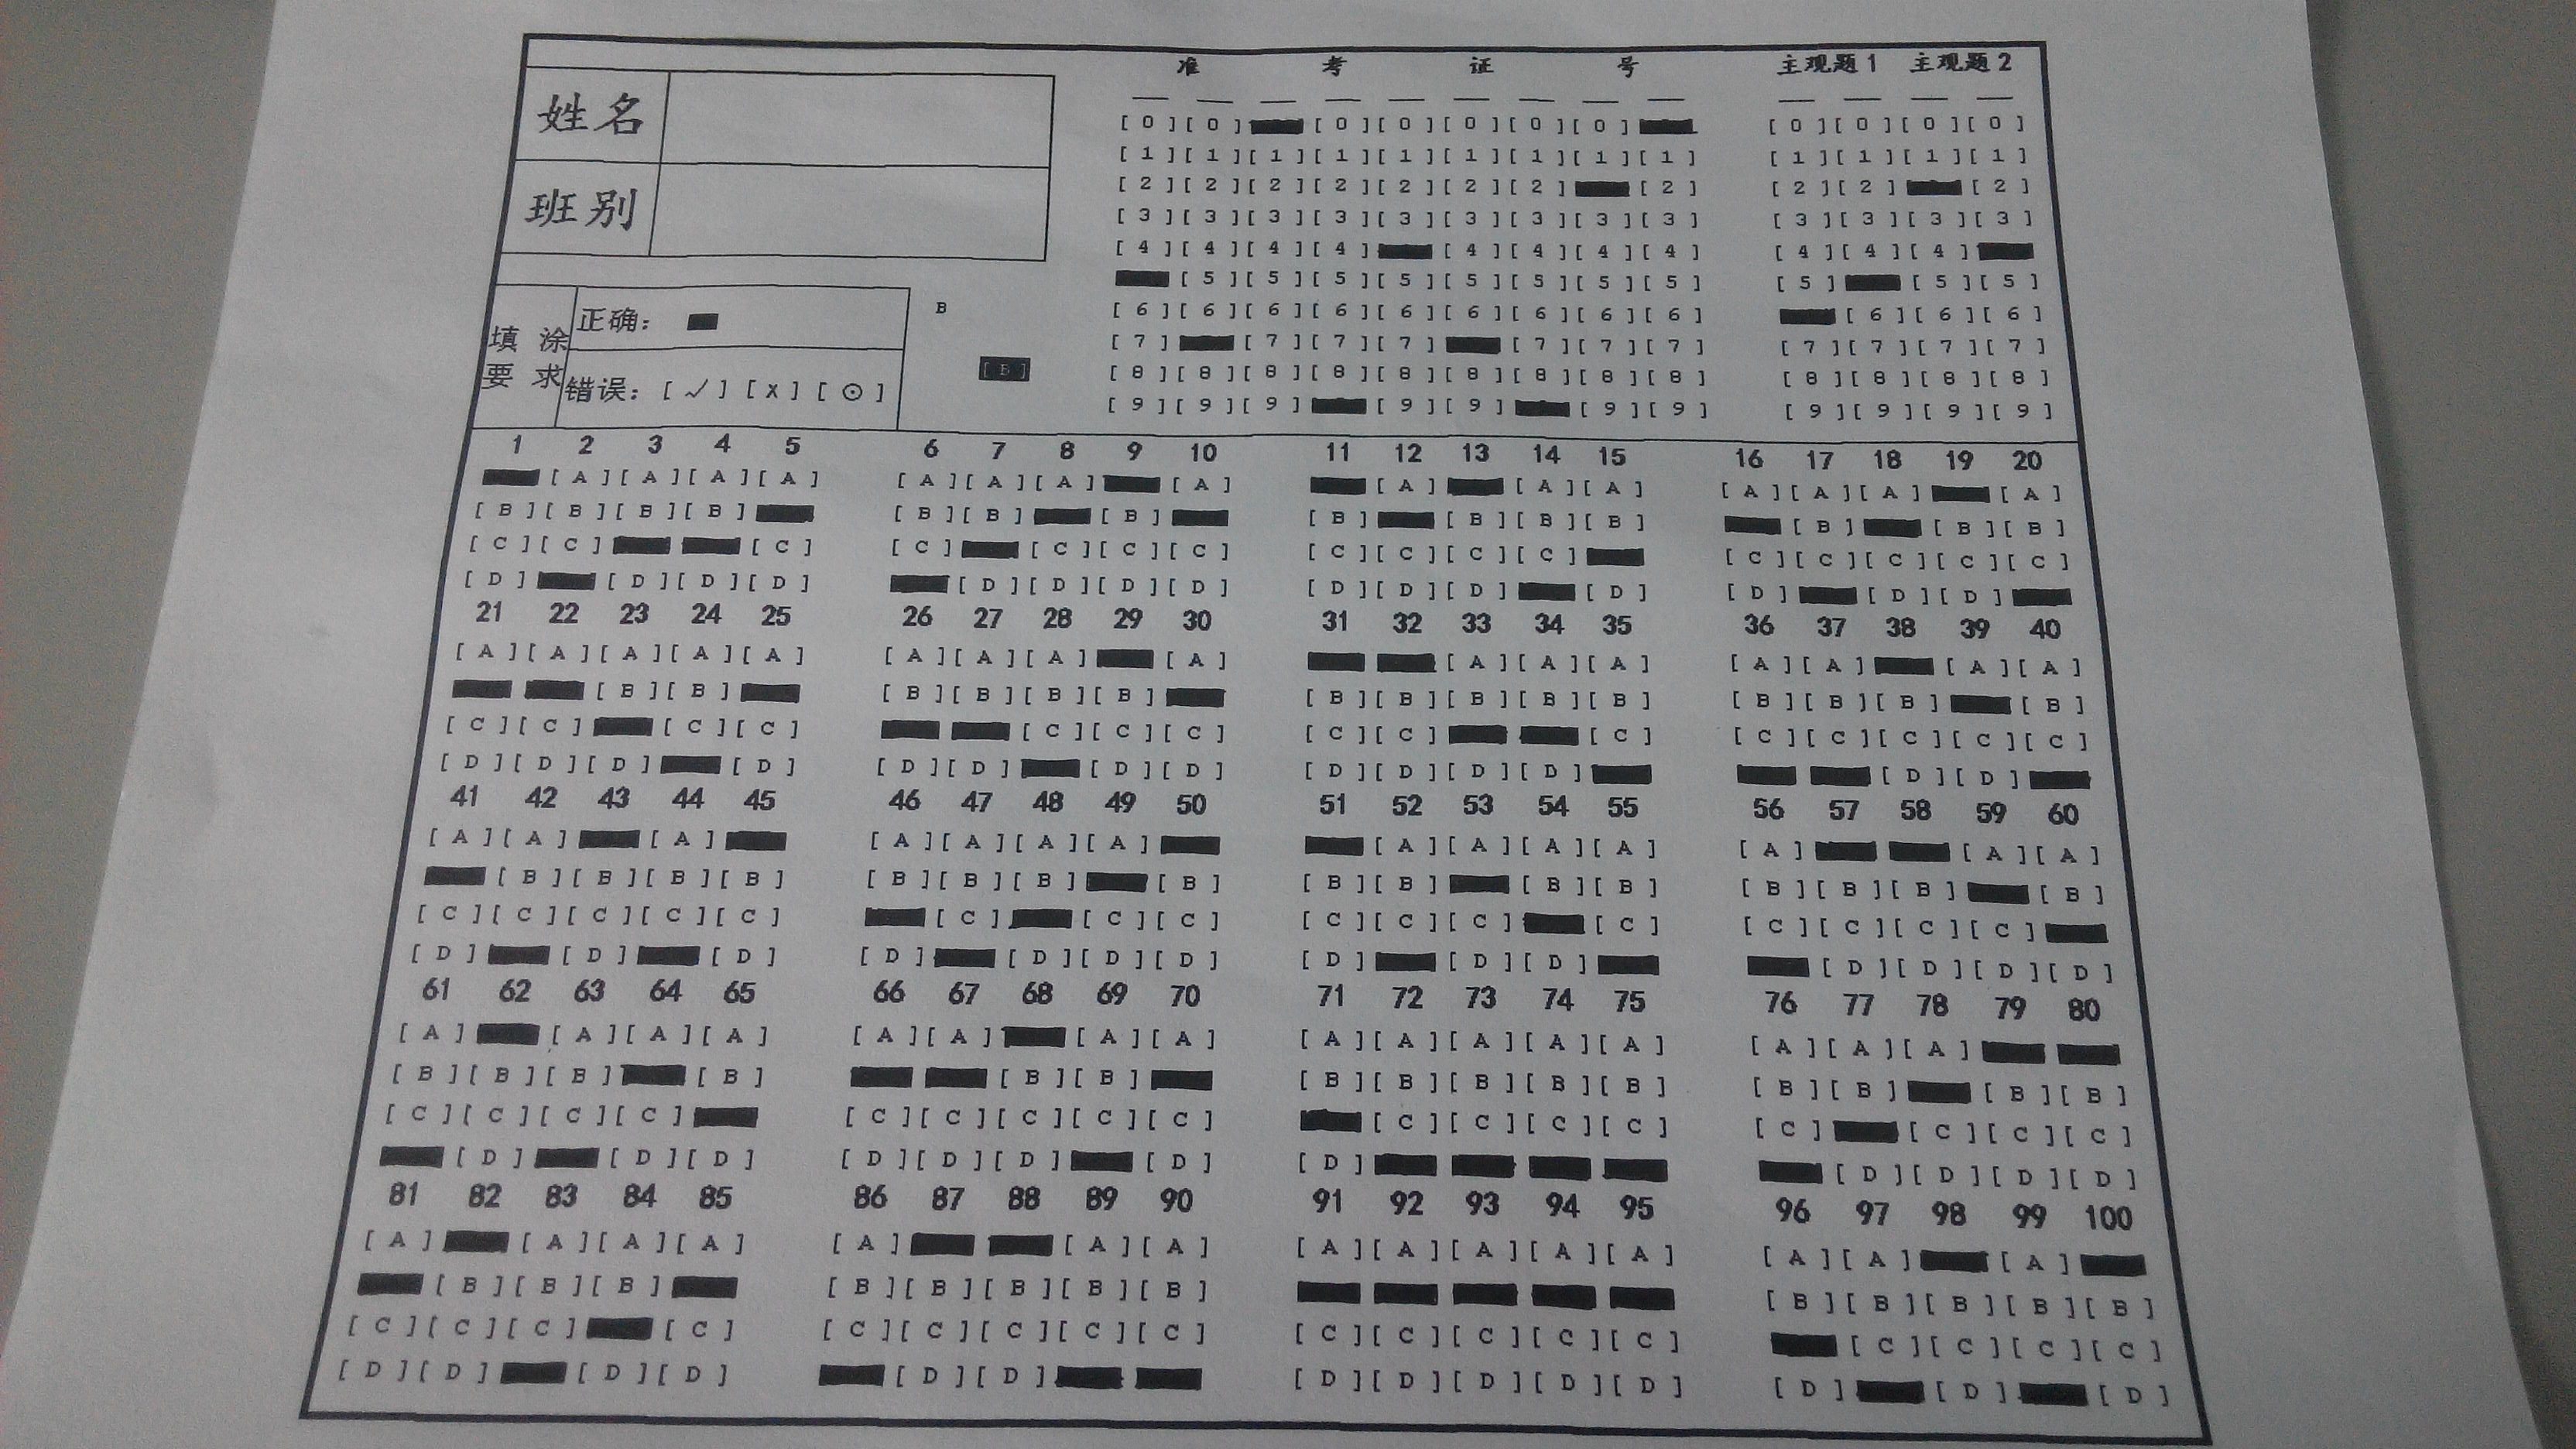 准 考 证 号 主观题1 主观题2
姓名
班别
填 涂
要 求
正确：
错误：[ √ ] [ x ] [ ⊙ ]
B
[ B ]
[ 0 ][ 0 ] [ 0 ][ 0 ][ 0 ][ 0 ][ 0 ] [ 0 ][ 0 ][ 0 ][ 0 ]
[ 1 ][ 1 ][ 1 ][ 1 ][ 1 ][ 1 ][ 1 ][ 1 ][ 1 ] [ 1 ][ 1 ][ 1 ][ 1 ]
[ 2 ][ 2 ][ 2 ][ 2 ][ 2 ][ 2 ][ 2 ] [ 2 ] [ 2 ][ 2 ] [ 2 ]
[ 3 ][ 3 ][ 3 ][ 3 ][ 3 ][ 3 ][ 3 ][ 3 ][ 3 ] [ 3 ][ 3 ][ 3 ][ 3 ]
[ 4 ][ 4 ][ 4 ][ 4 ] [ 4 ][ 4 ][ 4 ][ 4 ] [ 4 ][ 4 ][ 4 ]
[ 5 ][ 5 ][ 5 ][ 5 ][ 5 ][ 5 ][ 5 ][ 5 ] [ 5 ] [ 5 ][ 5 ]
[ 6 ][ 6 ][ 6 ][ 6 ][ 6 ][ 6 ][ 6 ][ 6 ][ 6 ] [ 6 ][ 6 ][ 6 ]
[ 7 ] [ 7 ][ 7 ][ 7 ] [ 7 ][ 7 ][ 7 ] [ 7 ][ 7 ][ 7 ][ 7 ]
[ 8 ][ 8 ][ 8 ][ 8 ][ 8 ][ 8 ][ 8 ][ 8 ][ 8 ] [ 8 ][ 8 ][ 8 ][ 8 ]
[ 9 ][ 9 ][ 9 ] [ 9 ][ 9 ] [ 9 ][ 9 ] [ 9 ][ 9 ][ 9 ][ 9 ]
1 2 3 4 5 6 7 8 9 10 11 12 13 14 15 16 17 18 19 20
[ A ][ A ][ A ][ A ] [ A ][ A ][ A ] [ A ] [ A ] [ A ][ A ] [ A ][ A ][ A ] [ A ]
[ B ][ B ][ B ][ B ] [ B ][ B ] [ B ] [ B ] [ B ][ B ][ B ] [ B ] [ B ][ B ]
[ C ][ C ] [ C ] [ C ] [ C ][ C ][ C ] [ C ][ C ][ C ][ C ] [ C ][ C ][ C ][ C ][ C ]
[ D ] [ D ][ D ][ D ] [ D ][ D ][ D ][ D ] [ D ][ D ][ D ] [ D ] [ D ] [ D ][ D ]
21 22 23 24 25 26 27 28 29 30 31 32 33 34 35 36 37 38 39 40
[ A ][ A ][ A ][ A ][ A ] [ A ][ A ][ A ] [ A ] [ A ][ A ][ A ] [ A ][ A ] [ A ][ A ]
[ B ][ B ] [ B ][ B ][ B ][ B ] [ B ][ B ][ B ][ B ][ B ] [ B ][ B ][ B ] [ B ]
[ C ][ C ] [ C ][ C ] [ C ][ C ][ C ] [ C ][ C ] [ C ] [ C ][ C ][ C ][ C ][ C ]
[ D ][ D ][ D ] [ D ] [ D ][ D ] [ D ][ D ] [ D ][ D ][ D ][ D ] [ D ][ D ]
41 42 43 44 45 46 47 48 49 50 51 52 53 54 55 56 57 58 59 60
[ A ][ A ] [ A ] [ A ][ A ][ A ][ A ] [ A ][ A ][ A ][ A ] [ A ] [ A ][ A ]
[ B ][ B ][ B ][ B ] [ B ][ B ][ B ] [ B ] [ B ][ B ] [ B ][ B ] [ B ][ B ][ B ] [ B ]
[ C ][ C ][ C ][ C ][ C ] [ C ] [ C ][ C ] [ C ][ C ][ C ] [ C ] [ C ][ C ][ C ][ C ]
[ D ] [ D ] [ D ] [ D ] [ D ][ D ][ D ] [ D ] [ D ][ D ] [ D ][ D ][ D ][ D ]
61 62 63 64 65 66 67 68 69 70 71 72 73 74 75 76 77 78 79 80
[ A ] [ A ][ A ][ A ] [ A ][ A ] [ A ][ A ] [ A ][ A ][ A ][ A ][ A ] [ A ][ A ][ A ]
[ B ][ B ][ B ] [ B ] [ B ][ B ] [ B ][ B ][ B ][ B ][ B ] [ B ][ B ] [ B ][ B ]
[ C ][ C ][ C ][ C ] [ C ][ C ][ C ][ C ][ C ] [ C ][ C ][ C ][ C ] [ C ] [ C ][ C ][ C ]
[ D ] [ D ][ D ] [ D ][ D ][ D ] [ D ] [ D ] [ D ][ D ][ D ][ D ]
81 82 83 84 85 86 87 88 89 90 91 92 93 94 95 96 97 98 99 100
[ A ] [ A ][ A ][ A ] [ A ] [ A ][ A ] [ A ][ A ][ A ][ A ][ A ] [ A ][ A ] [ A ]
[ B ][ B ][ B ] [ B ][ B ][ B ][ B ][ B ] [ B ][ B ][ B ][ B ][ B ]
[ C ][ C ][ C ] [ C ] [ C ][ C ][ C ][ C ][ C ] [ C ][ C ][ C ][ C ][ C ] [ C ][ C ][ C ][ C ]
[ D ][ D ] [ D ][ D ] [ D ][ D ] [ D ][ D ][ D ][ D ][ D ] [ D ] [ D ] [ D ]